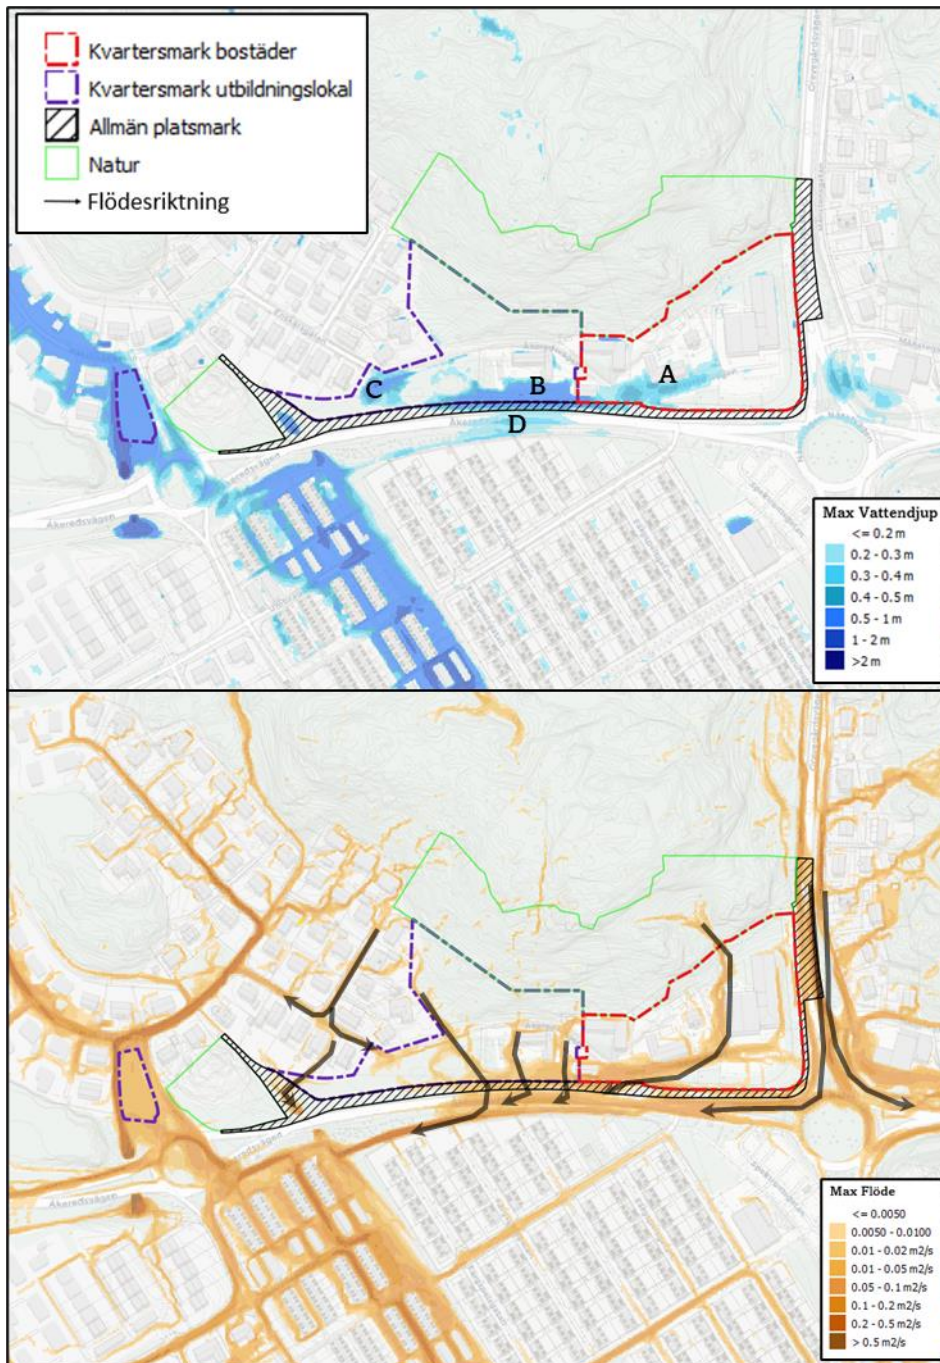 Kvartersmark bostäder
Kvartersmark utbildningslokal
Allmän platsmark
Natur
Flödesriktning
A
B
C
D
Åkeredsvägen
Max Vattendjup
<= 0.2 m
0.2 - 0.3 m
0.3 - 0.4 m
0.4 - 0.5 m
0.5 - 1 m
1 - 2 m
>2 m
Åkeredsvägen
Max Flöde
<= 0.0050
0.0050 - 0.0100
0.01 - 0.02 m2/s
0.01 - 0.05 m2/s
0.05 - 0.1 m2/s
0.1 - 0.2 m2/s
0.2 - 0.5 m2/s
> 0.5 m2/s